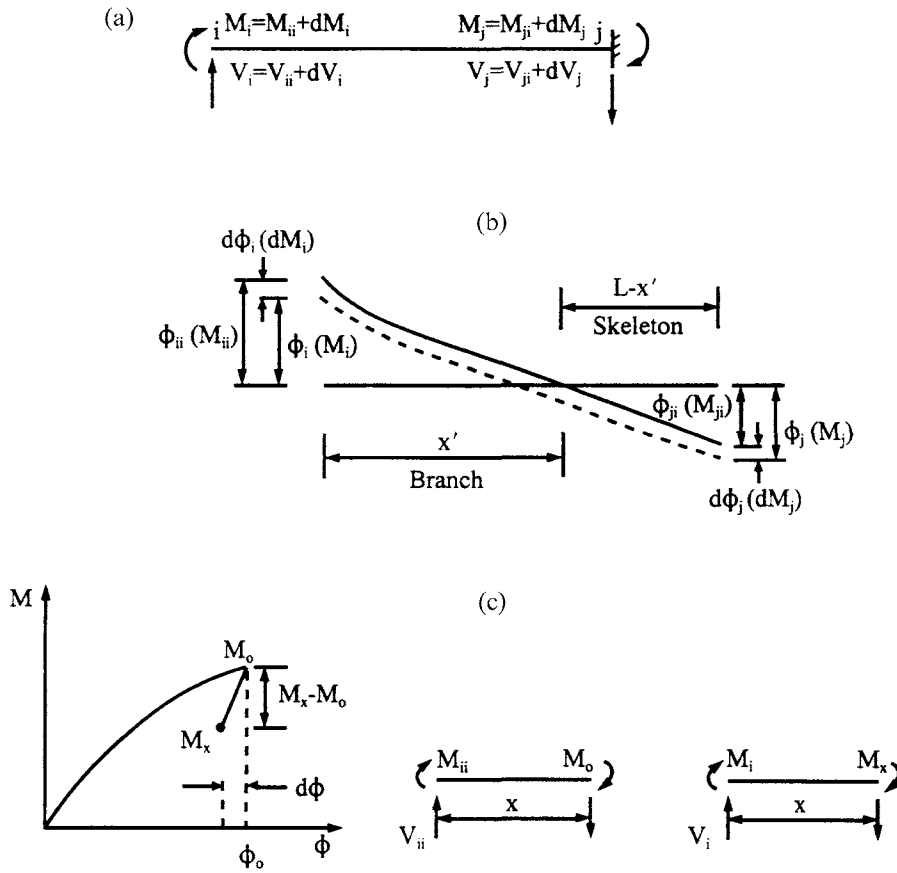 (a)
i M_i=M_ii+dM_i M_j=M_ji+dM_j j
V_i=V_ii+dV_i V_j=V_ji+dV_j
(b)
dϕ_i (dM_i)
L-x′
Skeleton
ϕ_ii (M_ii) ϕ_i (M_i)
ϕ_ji (M_ji) ϕ_j (M_j)
x′
Branch
dϕ_j (dM_j)
(c)
M
M_o
M_x-M_o
M_x
dϕ
ϕ_o ϕ
M_ii M_o M_i M_x
x x
V_ii V_i